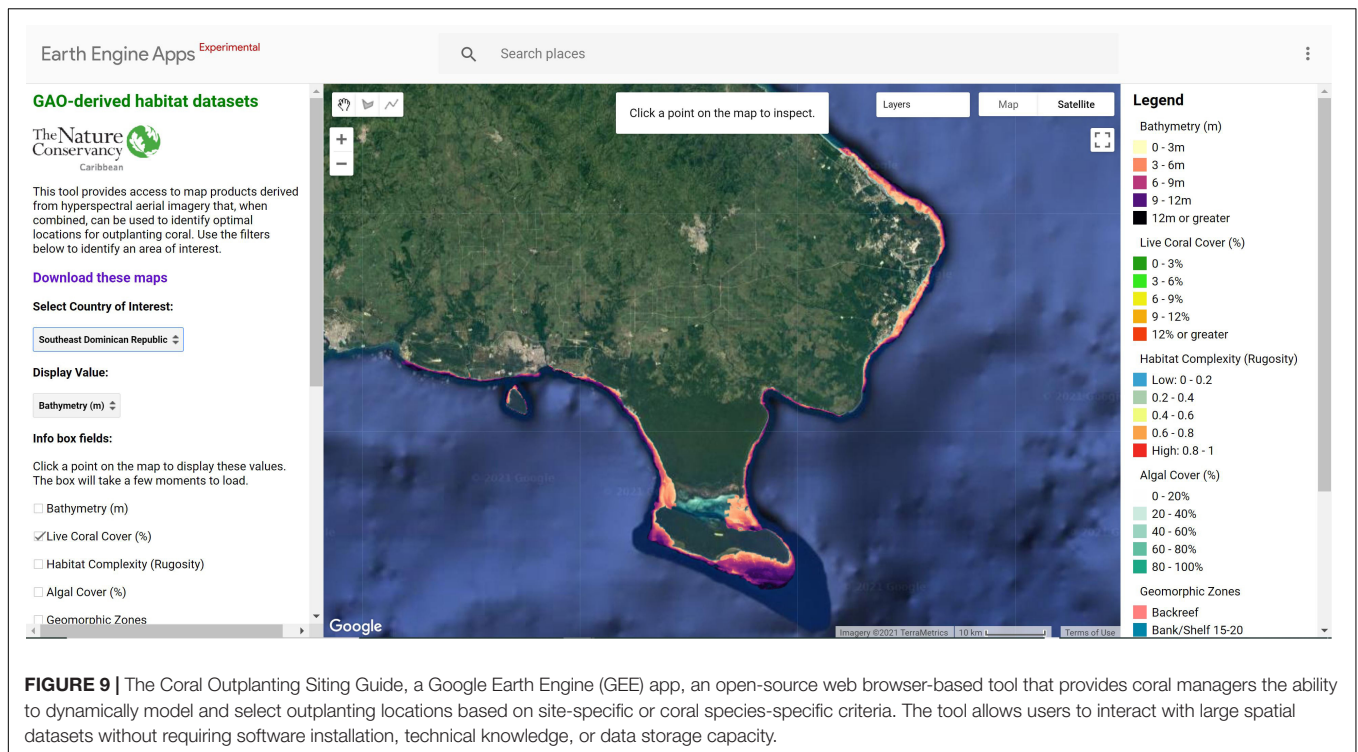 Earth Engine Apps Experimental
Search places
GAO-derived habitat datasets
The Nature
Conservancy
Caribbean
This tool provides access to map products derived
from hyperspectral aerial imagery that, when
combined, can be used to identify optimal
locations for outplanting coral. Use the filters
below to identify an area of interest.
Download these maps
Select Country of Interest:
Southeast Dominican Republic
Display Value:
Bathymetry (m)
Info box fields:
Click a point on the map to display these values.
The box will take a few moments to load.
Bathymetry (m)
Live Coral Cover (%)
Habitat Complexity (Rugosity)
Algal Cover (%)
Geomorphic Zones
Click a point on the map to inspect.
Layers
Map
Satellite
© 2021 Google
© 2021 Google
Google
Imagery ©2021 TerraMetrics
10 km
Terms of Use
Legend
Bathymetry (m)
0 - 3m
3 - 6m
6 - 9m
9 - 12m
12m or greater
Live Coral Cover (%)
0 - 3%
3 - 6%
6 - 9%
9 - 12%
12% or greater
Habitat Complexity (Rugosity)
Low: 0 - 0.2
0.2 - 0.4
0.4 - 0.6
0.6 - 0.8
High: 0.8 - 1
Algal Cover (%)
0 - 20%
20 - 40%
40 - 60%
60 - 80%
80 - 100%
Geomorphic Zones
Backreef
Bank/Shelf 15-20
FIGURE 9 | The Coral Outplanting Siting Guide, a Google Earth Engine (GEE) app, an open-source web browser-based tool that provides coral managers the ability
to dynamically model and select outplanting locations based on site-specific or coral species-specific criteria. The tool allows users to interact with large spatial
datasets without requiring software installation, technical knowledge, or data storage capacity.